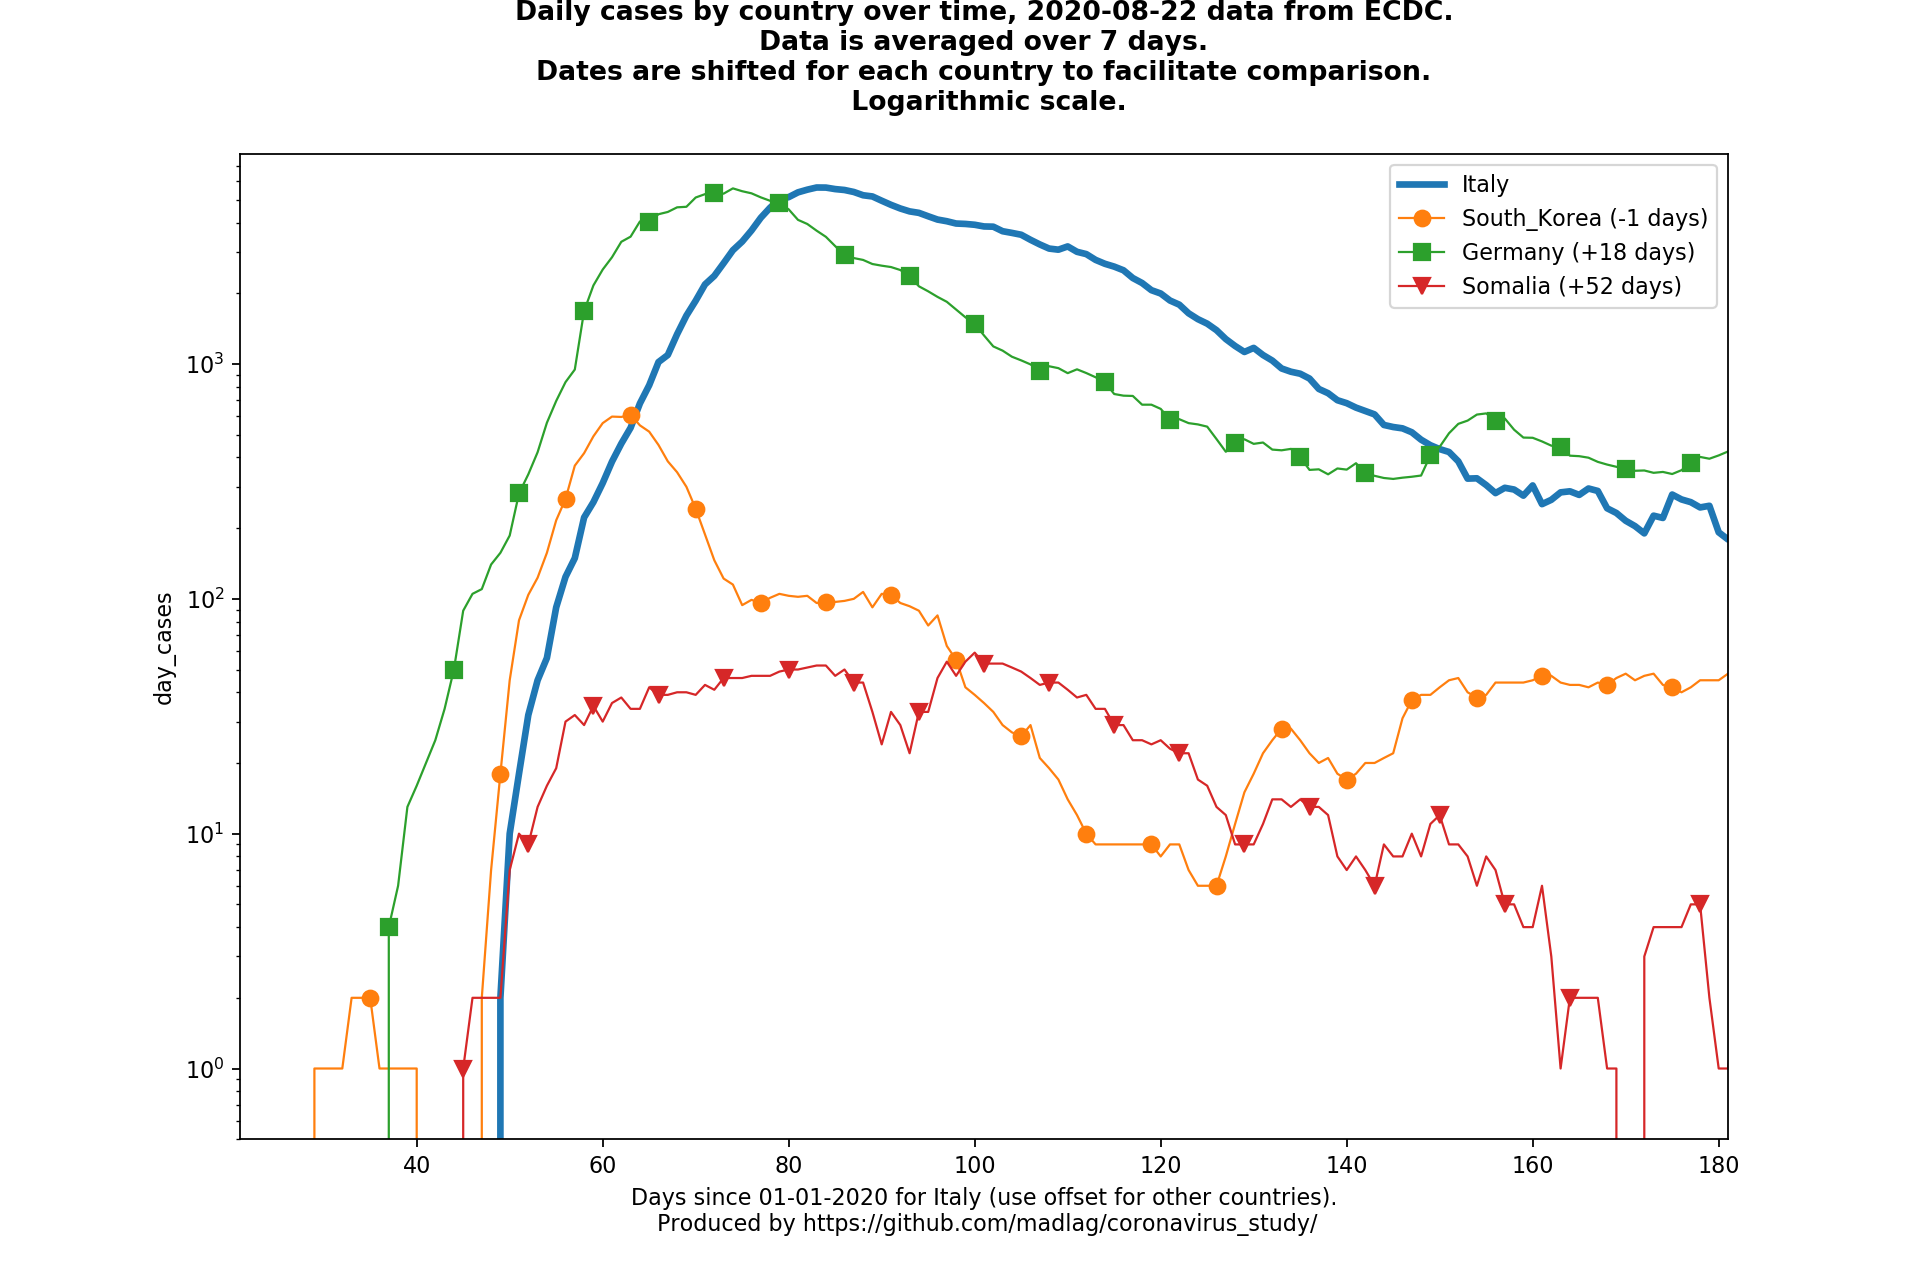 Daily cases by country over time, 2020-08-22 data from ECDC.
Data is averaged over 7 days.
Dates are shifted for each country to facilitate comparison.
Logarithmic scale.
Italy
South_Korea (-1 days)
Germany (+18 days)
Somalia (+52 days)
day_cases
10³
10²
10¹
10⁰
40 60 80 100 120 140 160 180
Days since 01-01-2020 for Italy (use offset for other countries).
Produced by https://github.com/madlag/coronavirus_study/